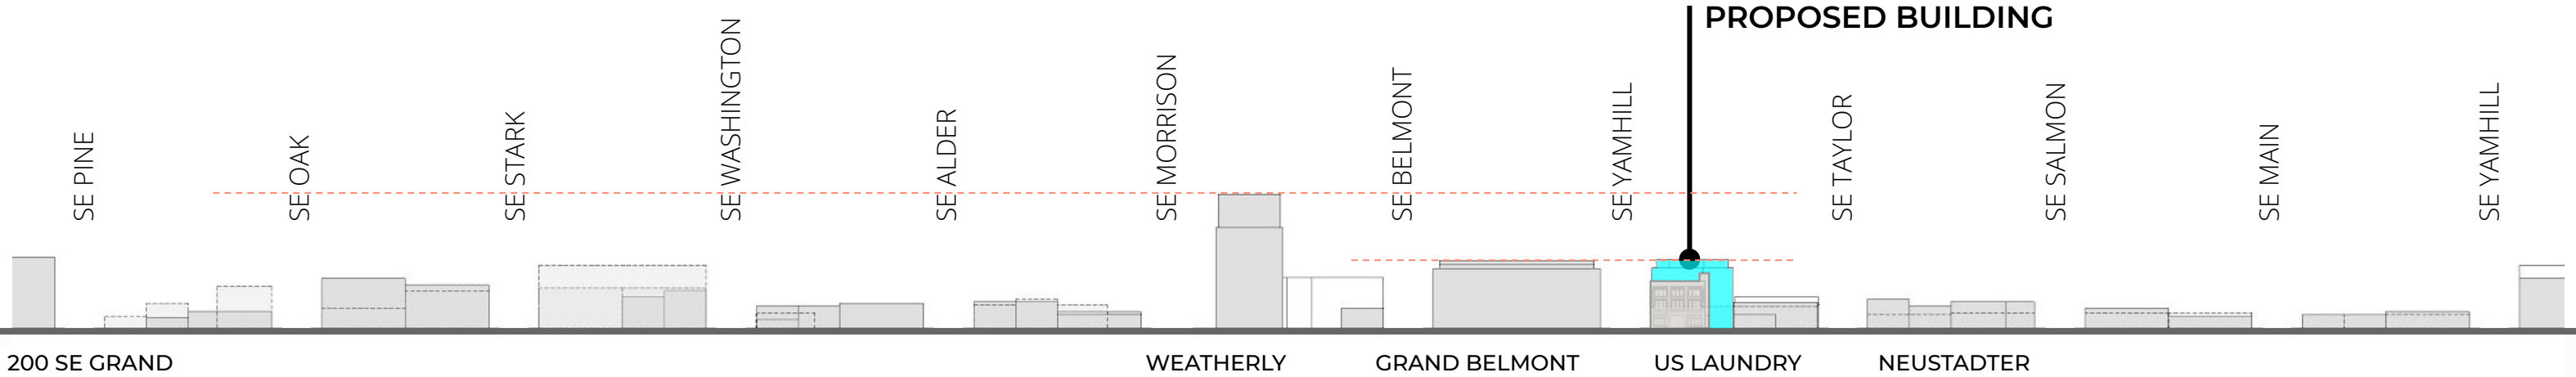 PROPOSED BUILDING
SE PINE
SE OAK
SE STARK
SE WASHINGTON
SE ALDER
SE MORRISON
SE BELMONT
SE YAMHILL
SE TAYLOR
SE SALMON
SE MAIN
SE YAMHILL
200 SE GRAND
WEATHERLY
GRAND BELMONT
US LAUNDRY
NEUSTADTER